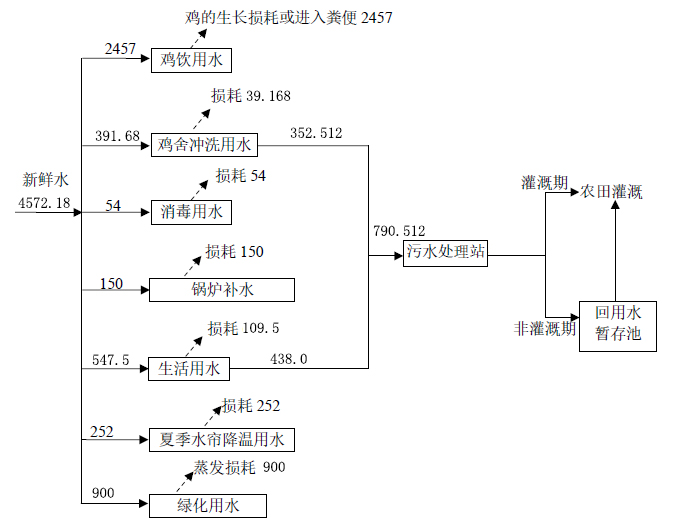 鸡的生长损耗或进入粪便 2457
2457
鸡饮用水
损耗 39.168
391.68
鸡舍冲洗用水
352.512
新鲜水
4572.18
损耗 54
54
消毒用水
灌溉期
农田灌溉
790.512
污水处理站
损耗 150
150
锅炉补水
非灌溉期
回用水
暂存池
损耗 109.5
547.5
生活用水
438.0
损耗 252
252
夏季水帘降温用水
蒸发损耗 900
900
绿化用水